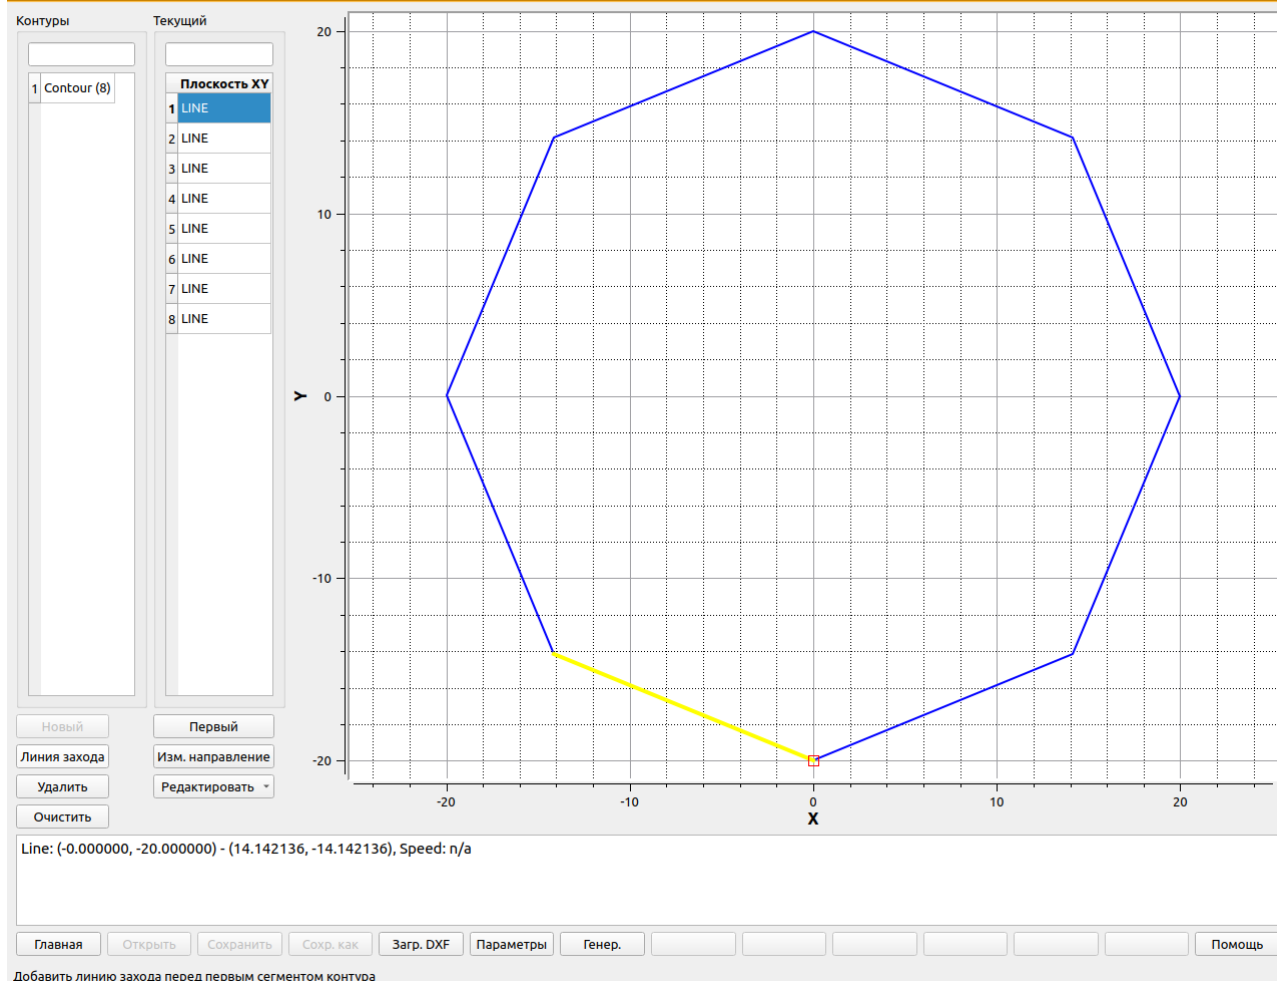 Контуры
Текущий
1 Contour (8)
Плоскость XY
1 LINE
2 LINE
3 LINE
4 LINE
5 LINE
6 LINE
7 LINE
8 LINE
20
10
0
-10
-20
Y
-20
-10
0
10
20
X
Новый
Первый
Линия захода
Изм. направление
Удалить
Редактировать
Очистить
Line: (-0.000000, -20.000000) - (14.142136, -14.142136), Speed: n/a
Главная
Открыть
Сохранить
Сохр. как
Загр. DXF
Параметры
Генер.
Помощь
Добавить линию захода перед первым сегментом контура